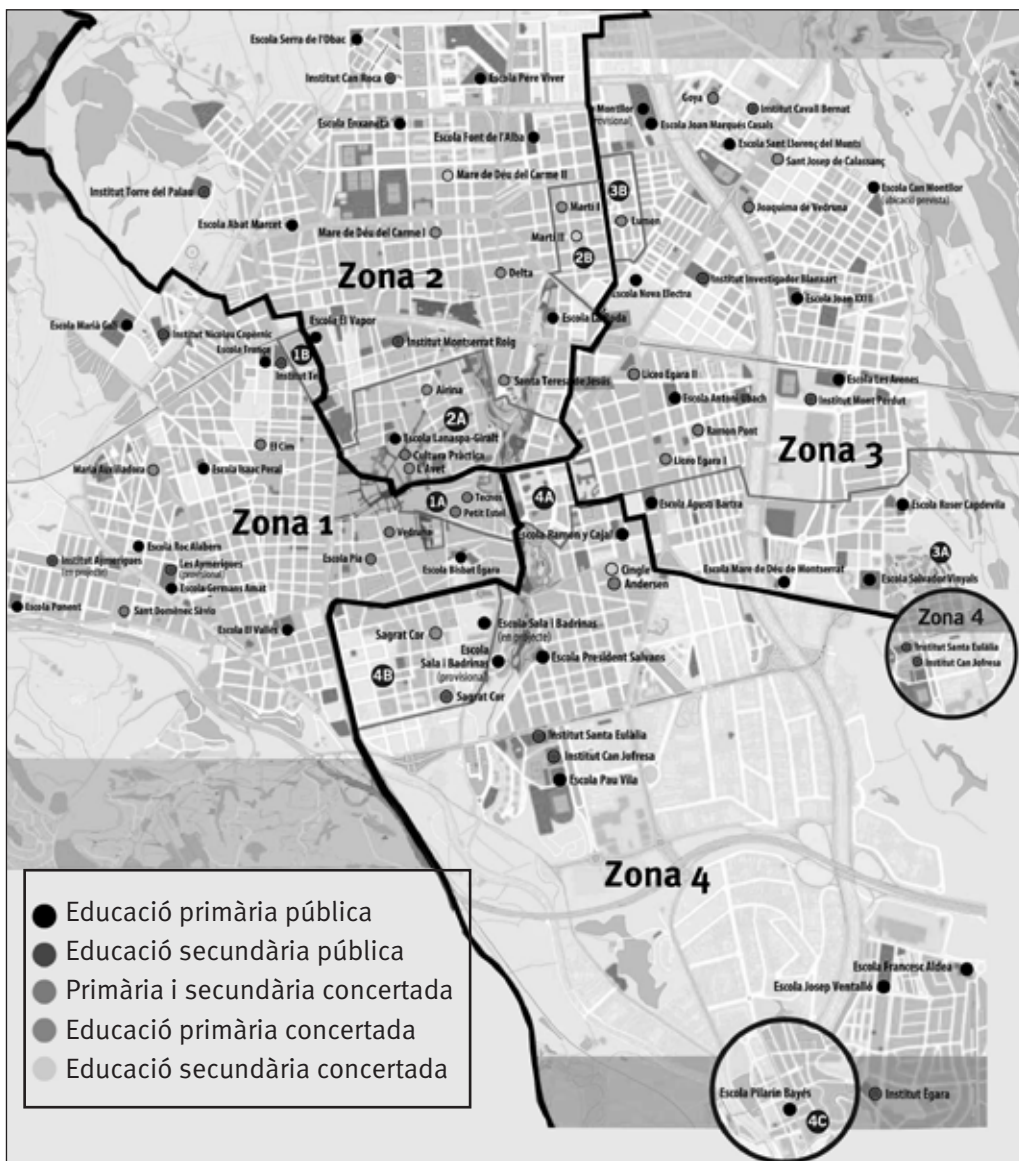 Escola Serra de l'Obac
Institut Can Roca
Escola Pere Viver
Escola Enxaneta
Escola Font de l'Alba
Mare de Déu del Carme II
Institut Torre del Palau
Escola Abat Marcet
Mare de Déu del Carme I
Martí I
Martí II
2B
Zona 2
Delta
Montllor
Goya
Institut Cavall Bernat
Escola Joan Marquès Casals
Escola Sant Llorenç del Munts
Sant Josep de Calassanç
3B
Lumen
Joaquima de Vedruna
Escola Can Montllor
(ubicació prevista)
Escola Nova Electra
Institut Investigador Blanxart
Escola Joan XXIII
Escola Marià Galí
Institut Nicolau Copèrnic
1B
Escola El Vapor
Institut Montserrat Roig
Santa Teresa de Jesús
Airina
2A
Escola Lanaspa-Giralt
Cultura Pràctica
L'Avet
Liceo Egara II
Escola Antoni Ubach
Escola Les Arenes
Institut Mont Perdut
Ramon Pont
Liceo Egara I
Zona 3
El Cim
Maria Auxiliadora
Escola Isaac Peral
Zona 1
1A
Tecnos
Petit Estel
Vedruna
4A
Escola Agustí Bartra
Escola Roser Capdevila
Escola Ramon y Cajal
3A
Escola Roc Alabern
Institut Aymerigues
(en projecte)
Les Aymerigues
(provisional)
Escola Pia
Escola Bisbat Egara
Escola Germans Amat
Escola Ponent
Sant Domènec Sàvio
Escola El Vallès
Cingle
Andersen
Escola Mare de Déu de Montserrat
Escola Salvador Vinyals
Zona 4
Institut Santa Eulàlia
Institut Can Jofresa
Sagrat Cor
Escola Sala i Badrinas
(en projecte)
Escola
Sala i Badrinas
(provisional)
4B
Sagrat Cor
Escola President Salvans
Institut Santa Eulàlia
Institut Can Jofresa
Escola Pau Vila
Zona 4
Educació primària pública
Educació secundària pública
Primària i secundària concertada
Educació primària concertada
Educació secundària concertada
Escola Francesc Aldea
Escola Josep Ventalló
Escola Pilarín Bayés
4C
Institut Ègara